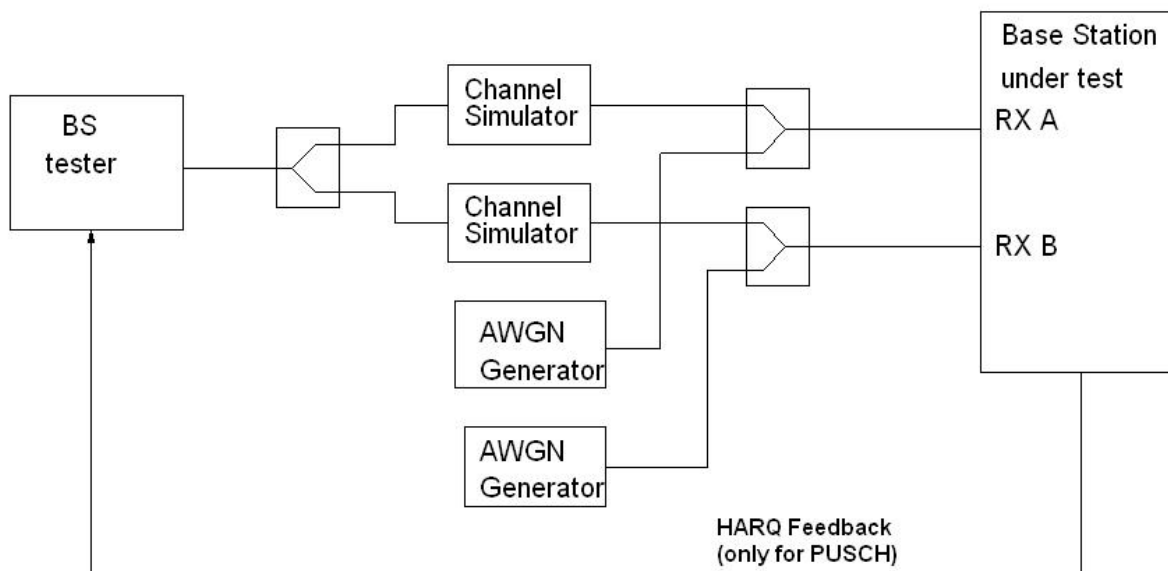 BS
tester
Channel
Simulator
Channel
Simulator
AWGN
Generator
AWGN
Generator
Base Station
under test
RX A
RX B
HARQ Feedback
(only for PUSCH)